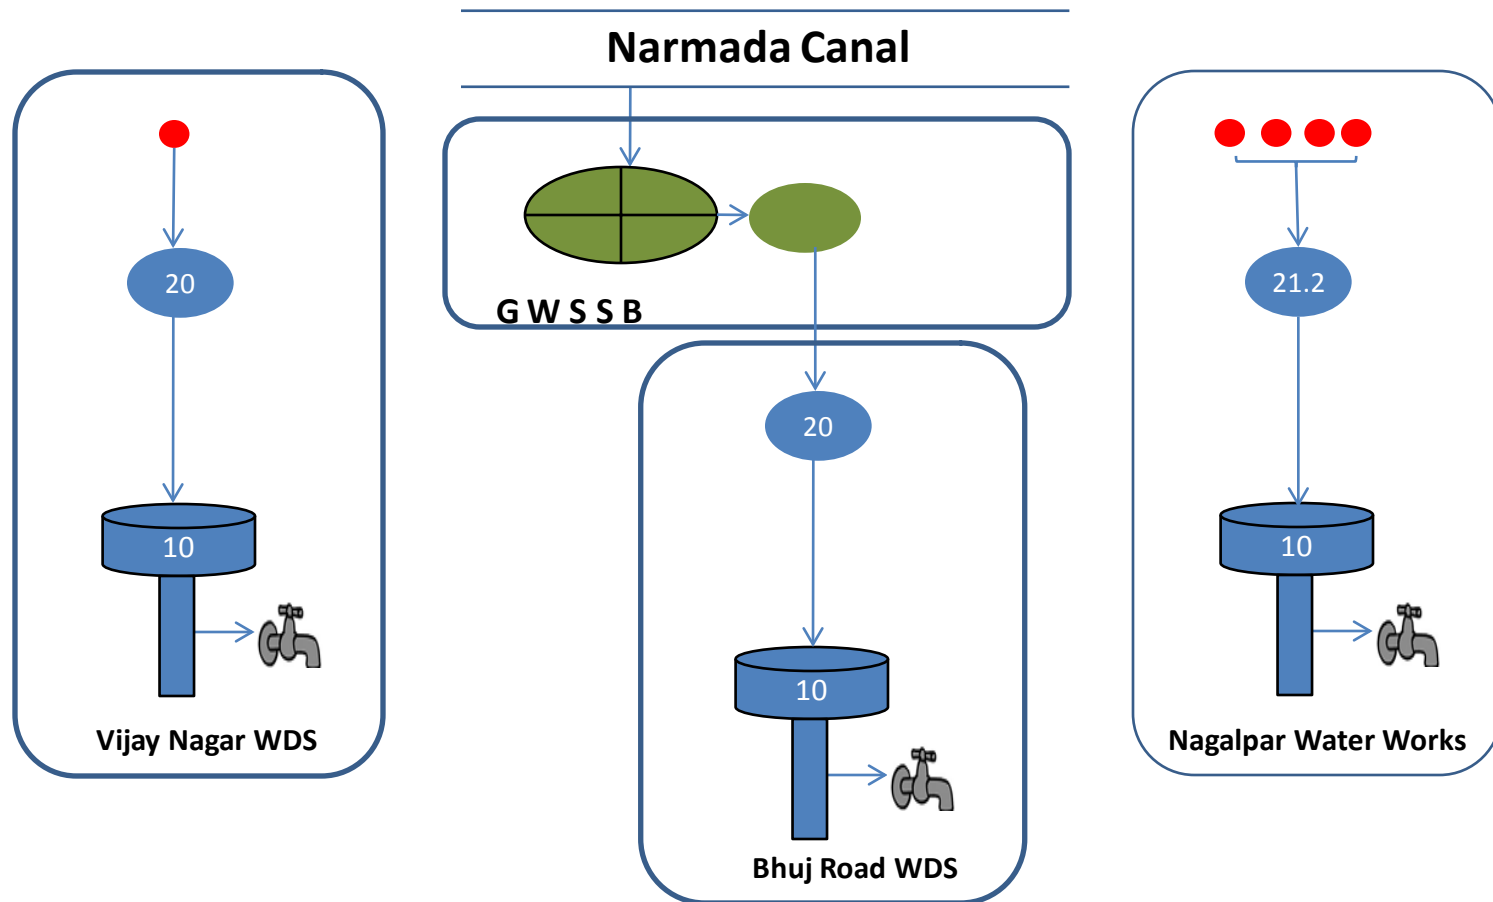 Narmada Canal
20
10
Vijay Nagar WDS
G W S S B
20
10
Bhuj Road WDS
21.2
10
Nagalpar Water Works